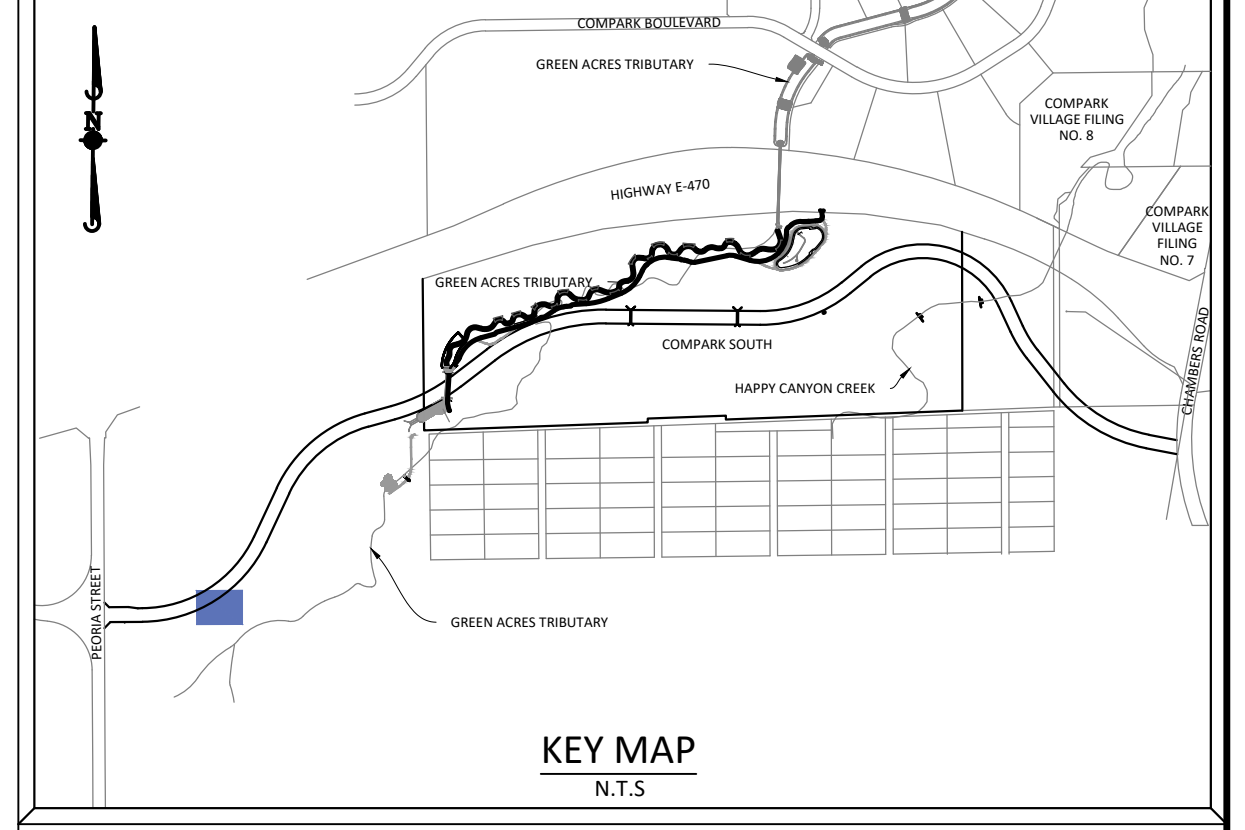 COMPARK BOULEVARD
GREEN ACRES TRIBUTARY
COMPARK
VILLAGE FILING
NO. 8
N
HIGHWAY E-470
COMPARK
VILLAGE
FILING
NO. 7
GREEN ACRES TRIBUTARY
COMPARK SOUTH
CHAMBERS ROAD
HAPPY CANYON CREEK
PEORIA STREET
GREEN ACRES TRIBUTARY
KEY MAP
N.T.S